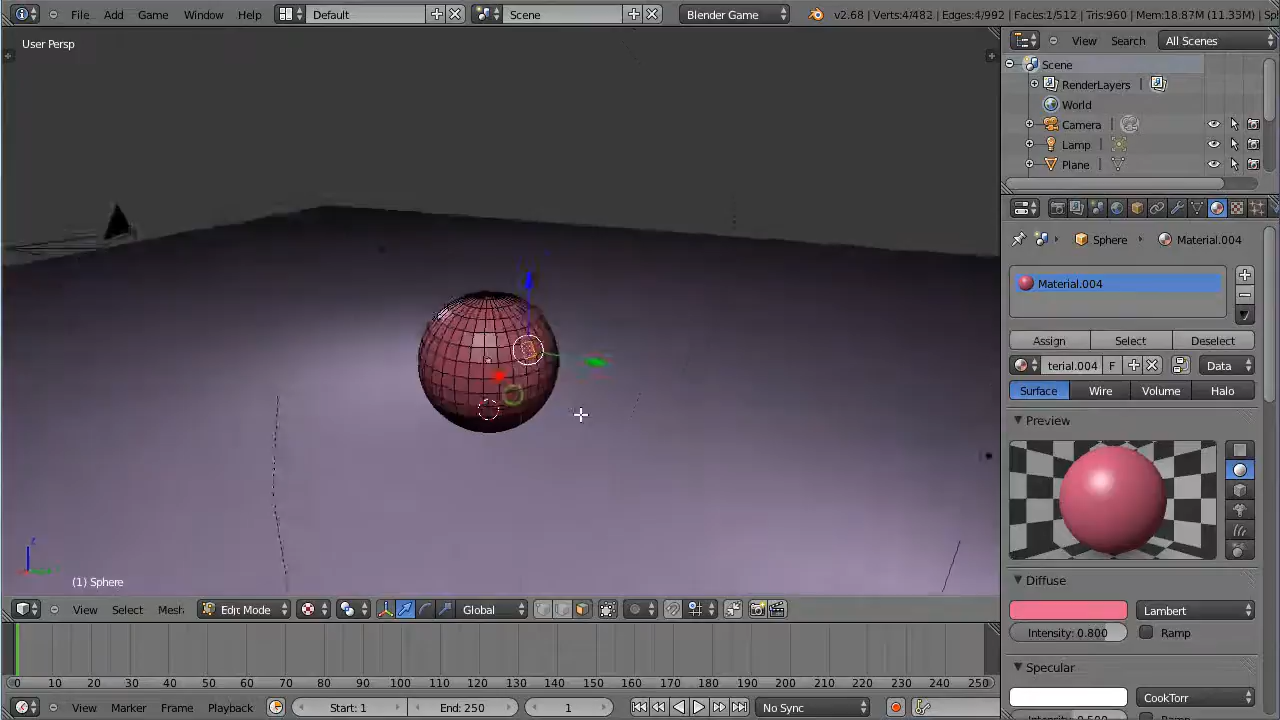 File Add Game Window Help Default Scene Blender Game v2.68 | Verts:4/482 | Edges:4/992 | Faces:1/512 | Tris:960 | Mem:18.87M (11.35M) |
User Persp
(1) Sphere
View Select Mesh Edit Mode Global
0 10 20 30 40 50 60 70 80 90 100 110 120 130 140 150 160 170 180 190 200 210 220 230 240 250
View Marker Frame Playback Start: 1 End: 250 1 No Sync
View Search All Scenes
Scene
RenderLayers |
World
Camera |
Lamp |
Plane |
Sphere Material.004
Material.004
Assign Select Deselect
terial.004 F Data
Surface Wire Volume Halo
Preview
Diffuse
Lambert
Intensity: 0.800 Ramp
Specular
CookTorr